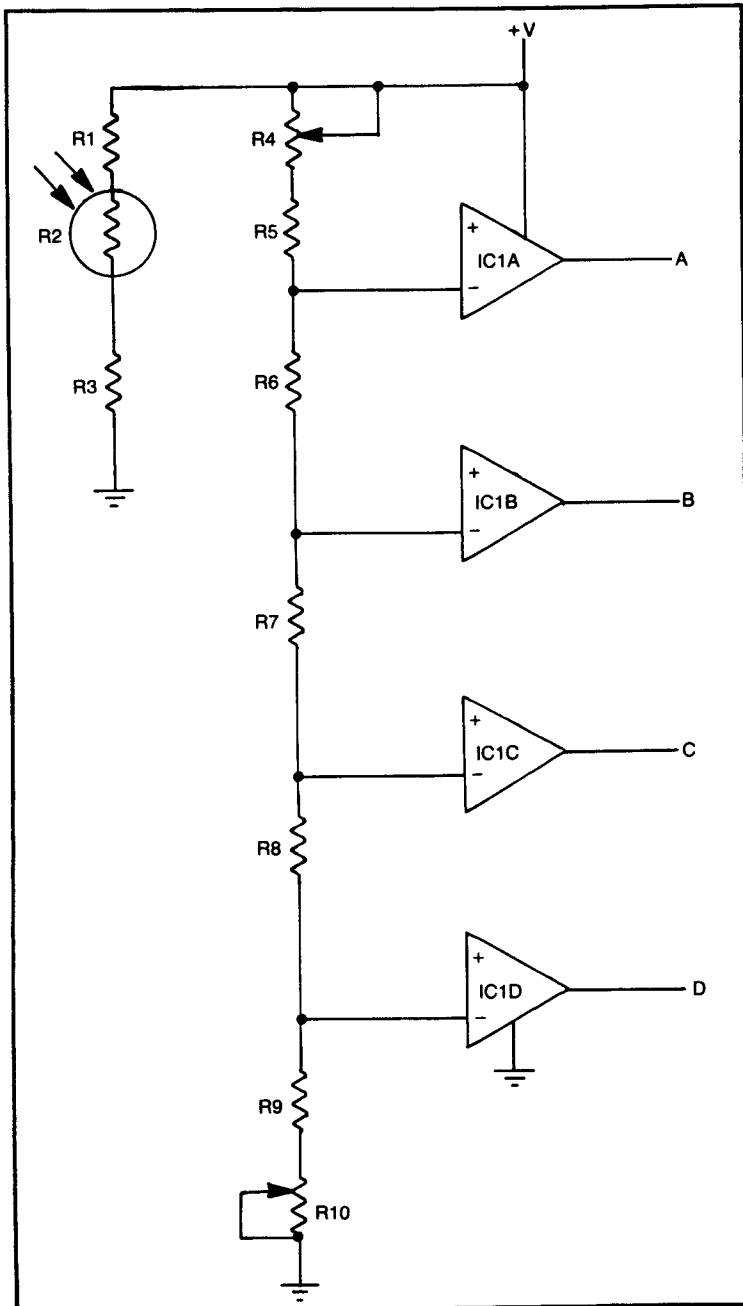 +V
R1
R4
+
R2
R5
IC1A
A
−
R3
R6
+
IC1B
B
−
R7
+
IC1C
C
−
R8
+
IC1D
D
−
R9
R10